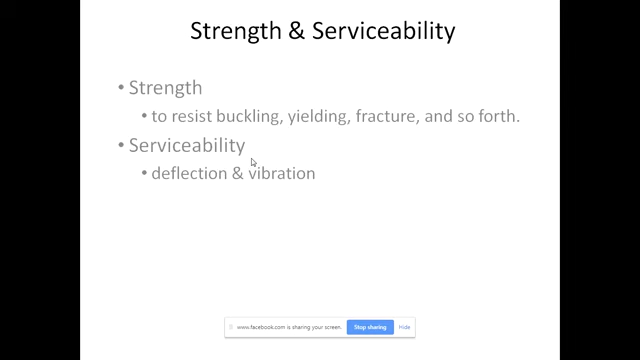 Strength & Serviceability
• Strength
• to resist buckling, yielding, fracture, and so forth.
• Serviceability
• deflection & vibration
www.facebook.com is sharing your screen. Stop sharing Hide